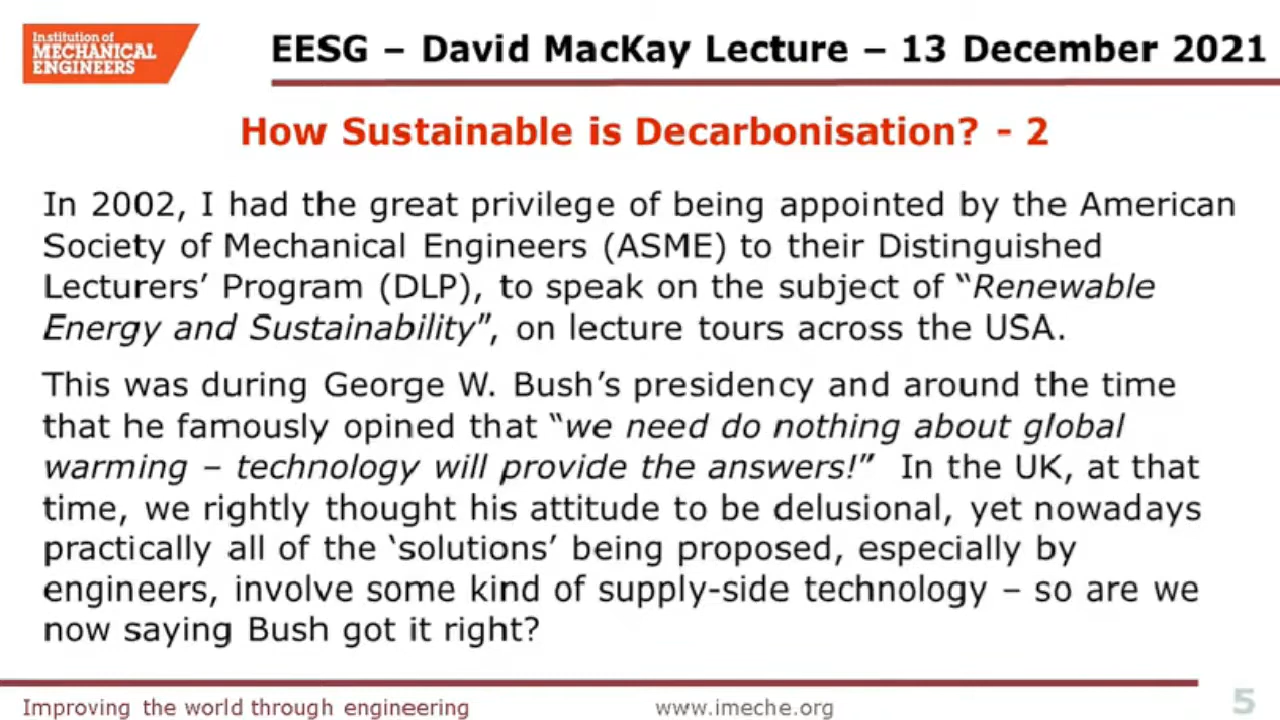 Institution of
MECHANICAL
ENGINEERS
EESG – David MacKay Lecture – 13 December 2021
How Sustainable is Decarbonisation? - 2
In 2002, I had the great privilege of being appointed by the American
Society of Mechanical Engineers (ASME) to their Distinguished
Lecturers’ Program (DLP), to speak on the subject of “Renewable
Energy and Sustainability”, on lecture tours across the USA.
This was during George W. Bush’s presidency and around the time
that he famously opined that “we need do nothing about global
warming – technology will provide the answers!” In the UK, at that
time, we rightly thought his attitude to be delusional, yet nowadays
practically all of the ‘solutions’ being proposed, especially by
engineers, involve some kind of supply-side technology – so are we
now saying Bush got it right?
Improving the world through engineering
www.imeche.org
5